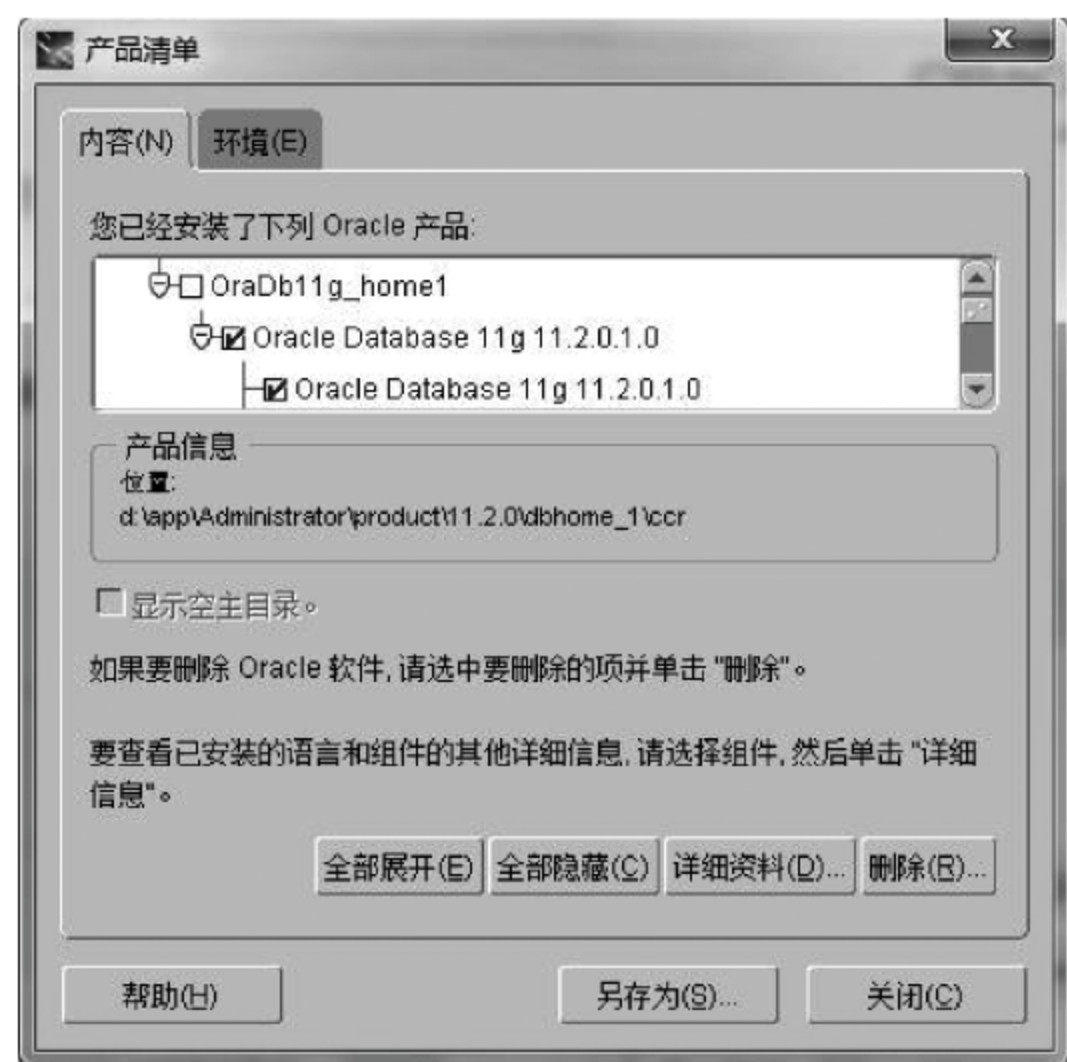 产品清单
内容(N) 环境(E)
您已经安装了下列 Oracle 产品:
OraDb11g_home1
Oracle Database 11g 11.2.0.1.0
Oracle Database 11g 11.2.0.1.0
产品信息
位置:
d:\app\Administrator\product\11.2.0\dbhome_1\ccr
显示空主目录。
如果要删除 Oracle 软件, 请选中要删除的项并单击 "删除"。
要查看已安装的语言和组件的其他详细信息, 请选择组件, 然后单击 "详细
信息"。
全部展开(E) 全部隐藏(C) 详细资料(D)... 删除(R)...
帮助(H) 另存为(S)... 关闭(C)